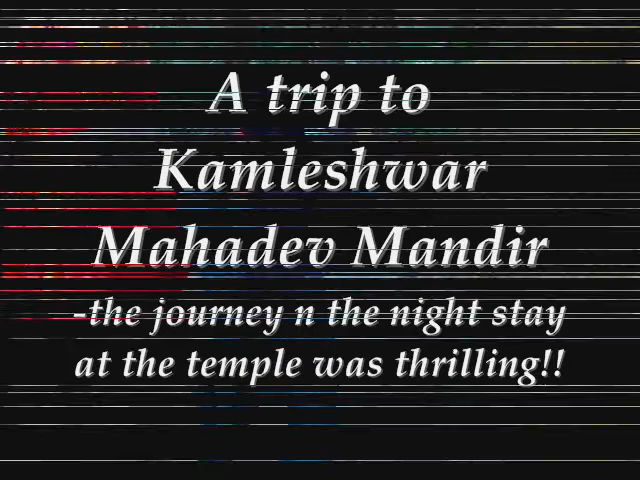 A trip to
Kamleshwar
Mahadev Mandir
-the journey n the night stay
at the temple was thrilling!!